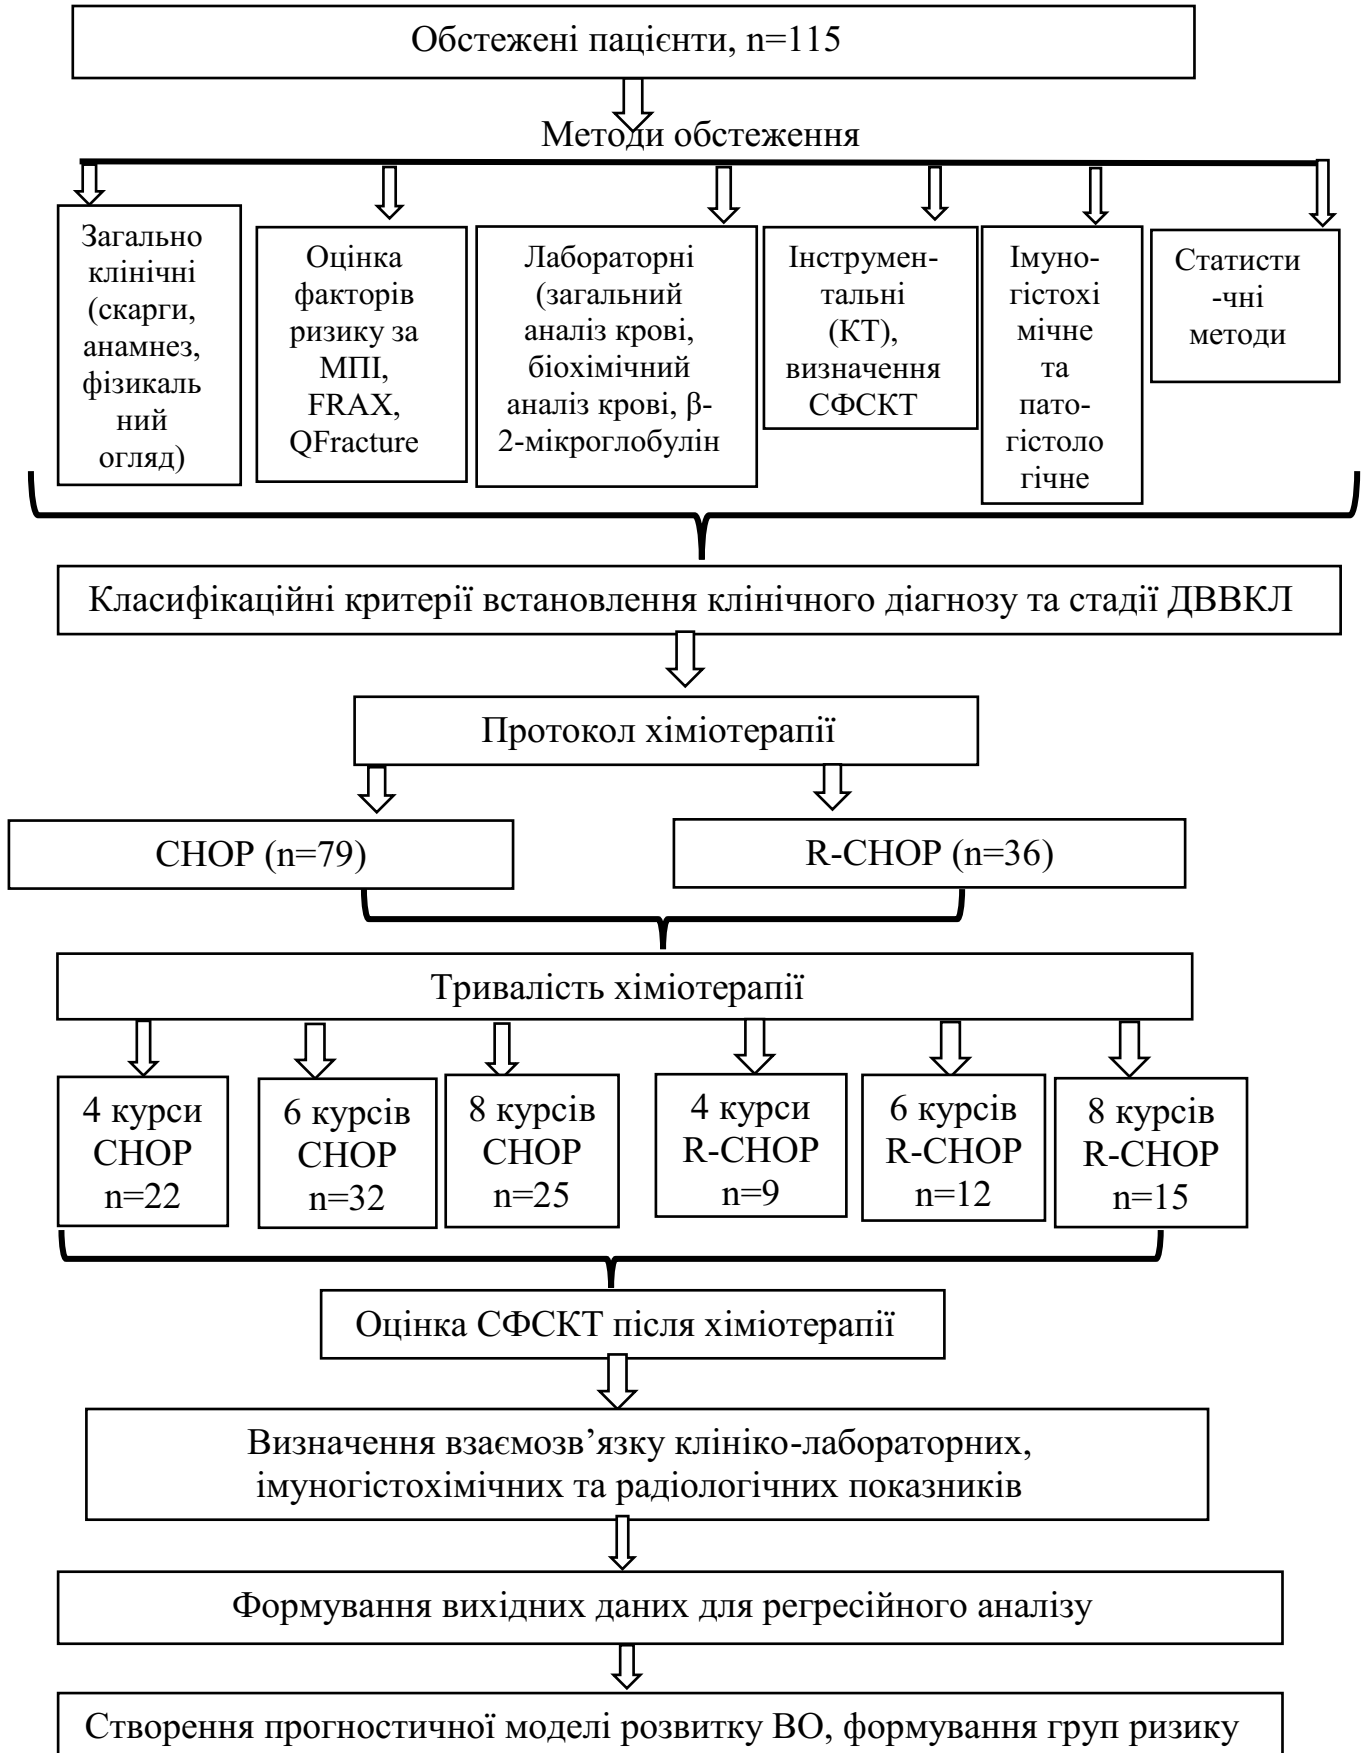 Обстежені пацієнти, n=115
Методи обстеження
Загально
клінічні
(скарги,
анамнез,
фізикаль
ний
огляд)
Оцінка
факторів
ризику за
МПІ,
FRAX,
QFracture
Лабораторні
(загальний
аналіз крові,
біохімічний
аналіз крові, β-
2-мікроглобулін
Інструмен-
тальні
(КТ),
визначення
СФСКТ
Імуно-
гістохі
мічне
та
пато-
гістоло
гічне
Статисти
-чні
методи
Класифікаційні критерії встановлення клінічного діагнозу та стадії ДВВКЛ
Протокол хіміотерапії
CHOP (n=79)
R-CHOP (n=36)
Тривалість хіміотерапії
4 курси
CHOP
n=22
6 курсів
CHOP
n=32
8 курсів
CHOP
n=25
4 курси
R-CHOP
n=9
6 курсів
R-CHOP
n=12
8 курсів
R-CHOP
n=15
Оцінка СФСКТ після хіміотерапії
Визначення взаємозв’язку клініко-лабораторних,
імуногістохімічних та радіологічних показників
Формування вихідних даних для регресійного аналізу
Створення прогностичної моделі розвитку ВО, формування груп ризику